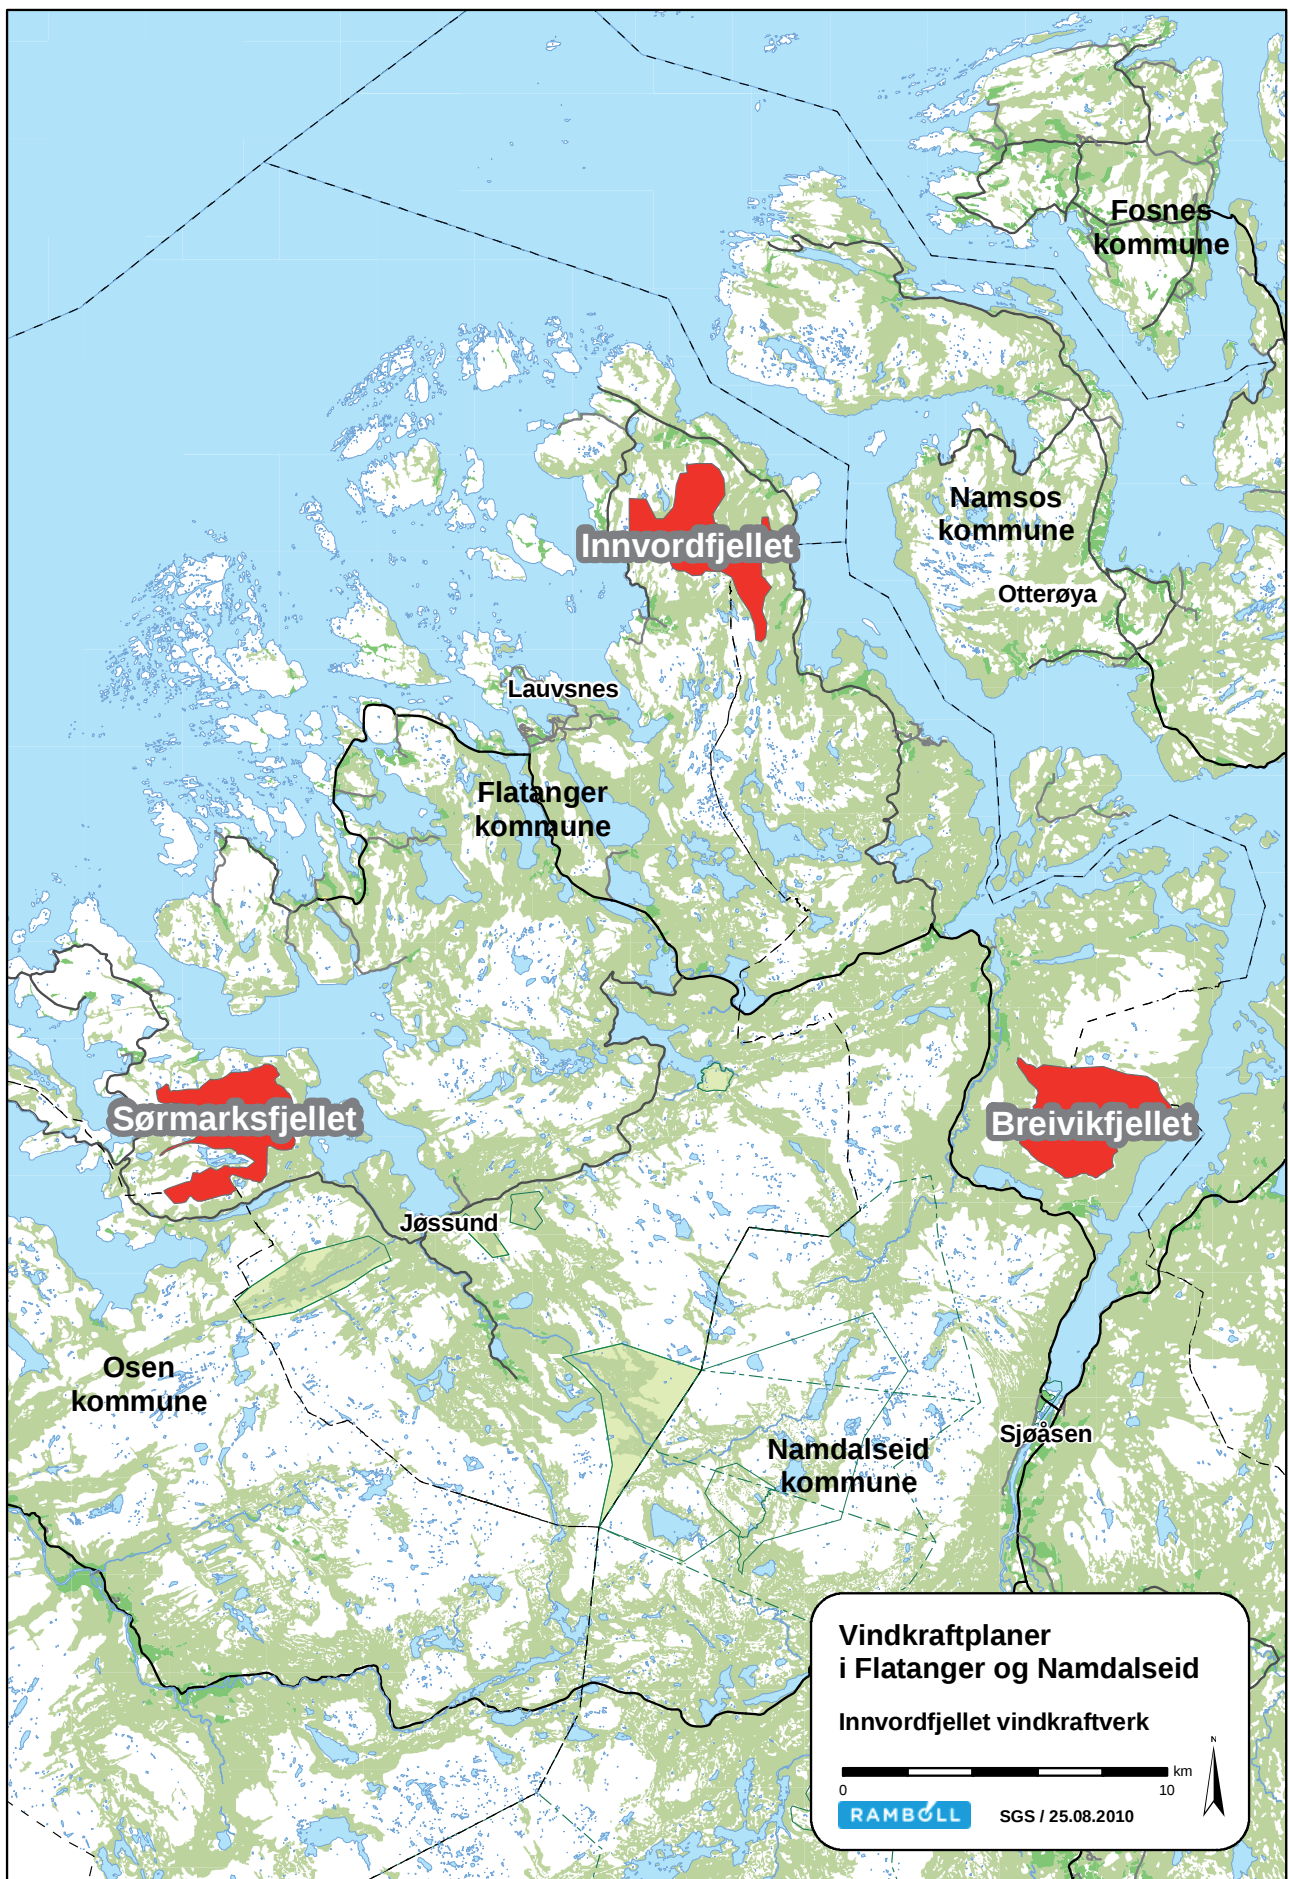 Fosnes
kommune
Namsos
kommune
Innvordfjellet
Otterøya
Lauvsnes
Flatanger
kommune
Sørmarksfjellet
Breivikfjellet
Jøssund
Osen
kommune
Sjøåsen
Namdalseid
kommune
Vindkraftplaner
i Flatanger og Namdalseid
Innvordfjellet vindkraftverk
N
km
0 10
RAMBOLL SGS / 25.08.2010